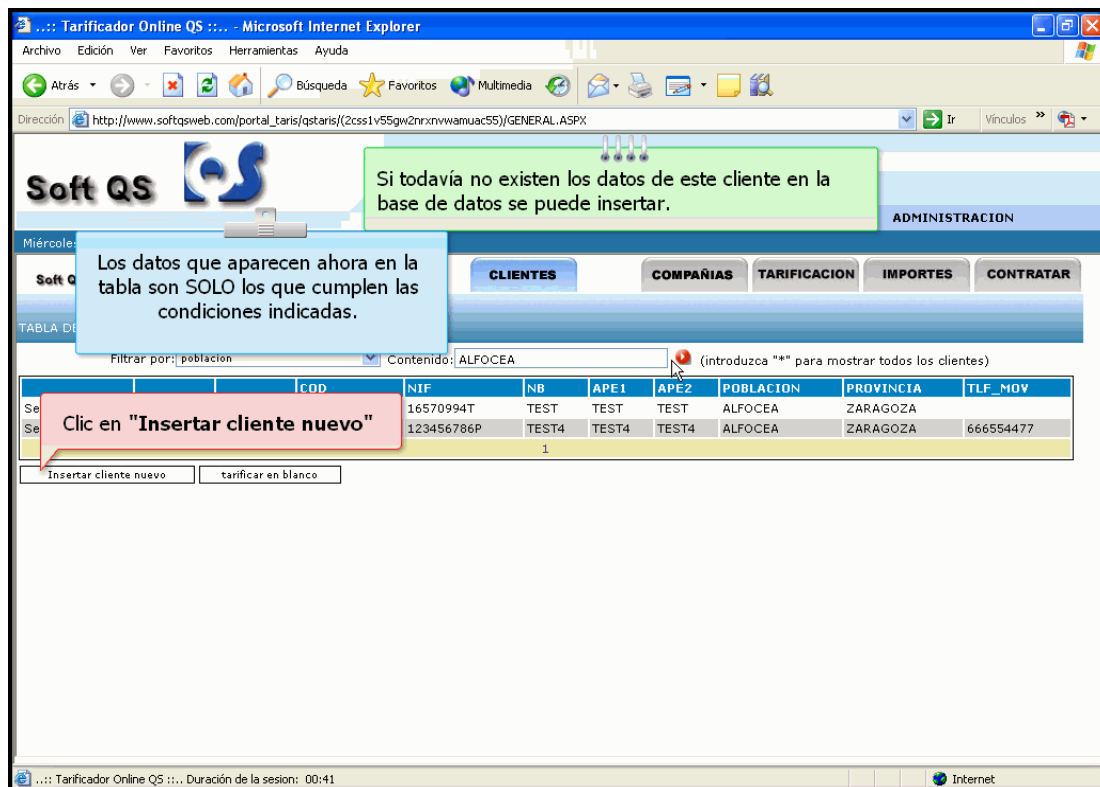 ..:: Tarificador Online QS ::.. - Microsoft Internet Explorer
Archivo Edición Ver Favoritos Herramientas Ayuda
Atrás Búsqueda Favoritos Multimedia
Dirección http://www.softqsweb.com/portal_taris/qstaris/(2css1v55gw2nrxnvwamuac55)/GENERAL.ASPX Ir Vínculos »
Soft QS
Si todavía no existen los datos de este cliente en la
base de datos se puede insertar.
ADMINISTRACION
Miércole
Los datos que aparecen ahora en la
tabla son SOLO los que cumplen las
condiciones indicadas.
Soft Q CLIENTES COMPAÑIAS TARIFICACION IMPORTES CONTRATAR
TABLA DE
Filtrar por: poblacion Contenido: ALFOCEA (introduzca "*" para mostrar todos los clientes)
COD NIF NB APE1 APE2 POBLACION PROVINCIA TLF_MOV
Se 16570994T TEST TEST TEST ALFOCEA ZARAGOZA
Se 123456786P TEST4 TEST4 TEST4 ALFOCEA ZARAGOZA 666554477
Clic en "Insertar cliente nuevo"
1
Insertar cliente nuevo tarificar en blanco
..:: Tarificador Online QS ::.. Duración de la sesion: 00:41 Internet